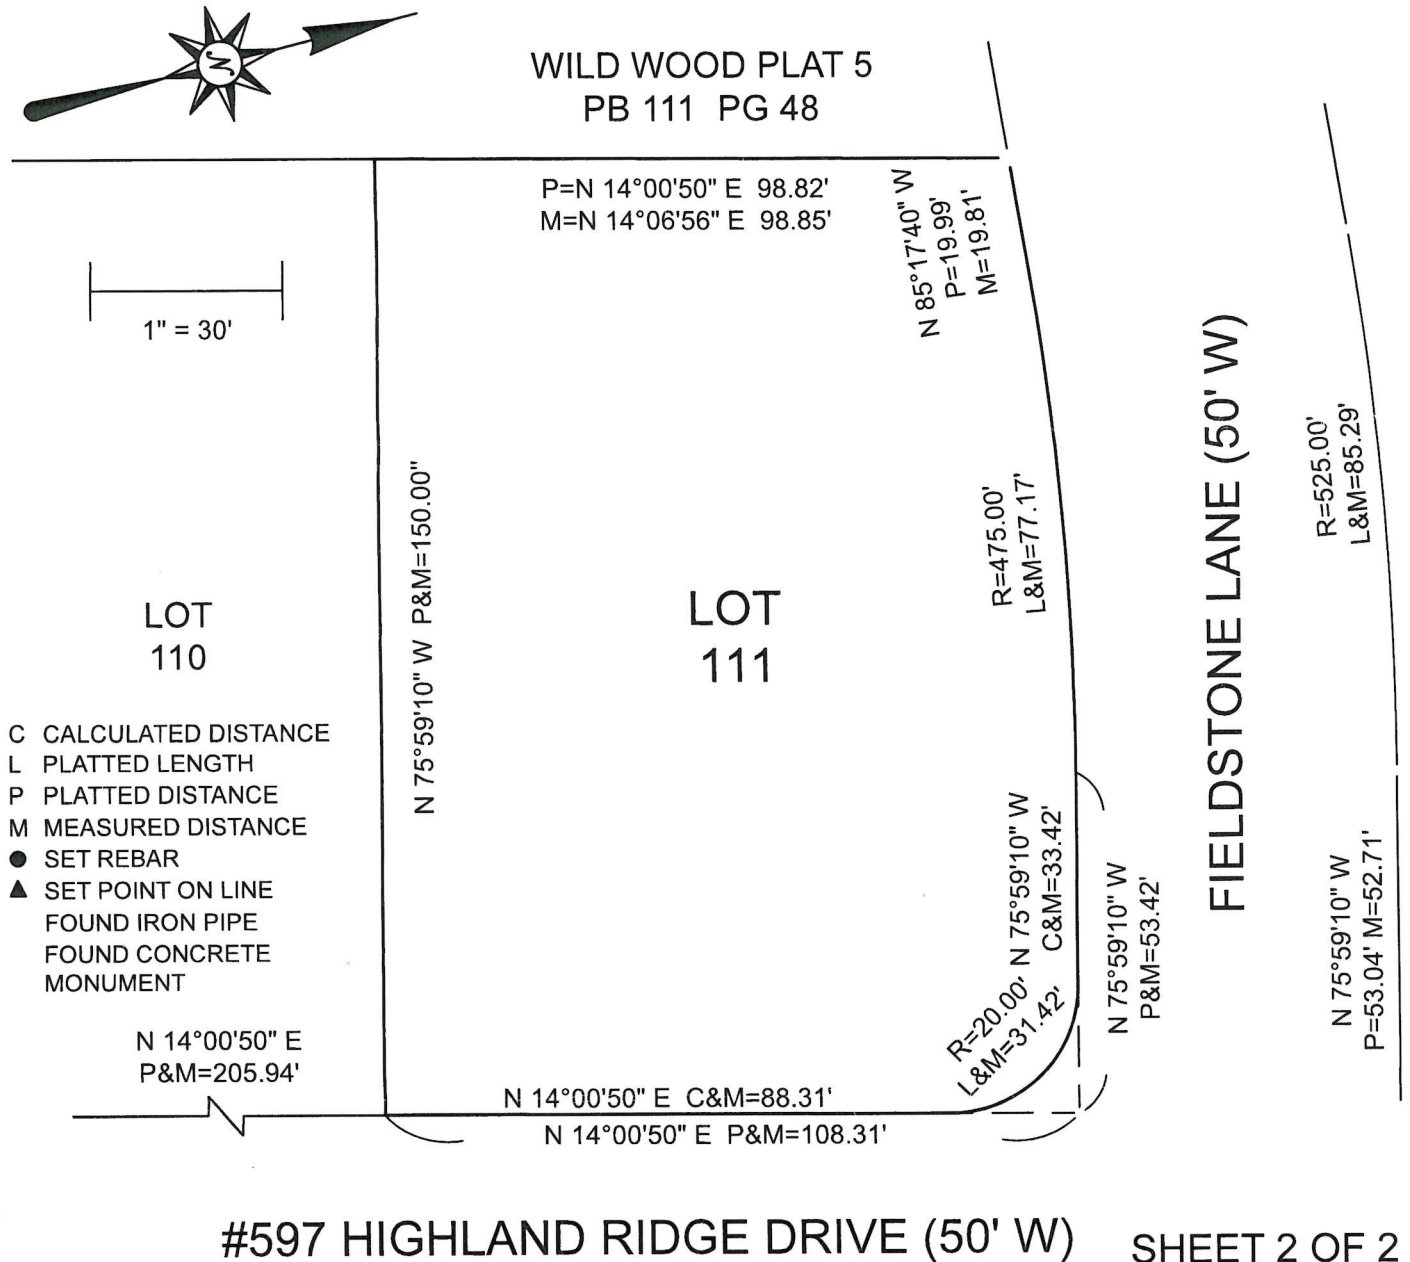 N
WILD WOOD PLAT 5
PB 111 PG 48
P=N 14°00'50" E 98.82'
M=N 14°06'56" E 98.85'
N 85°17'40" W
P=19.99'
M=19.81'
1" = 30'
FIELDSTONE LANE (50' W)
R=525.00'
L&M=85.29'
R=475.00'
L&M=77.17'
N 75°59'10" W P&M=150.00"
LOT
110
LOT
111
C CALCULATED DISTANCE
L PLATTED LENGTH
P PLATTED DISTANCE
M MEASURED DISTANCE
SET REBAR
SET POINT ON LINE
FOUND IRON PIPE
FOUND CONCRETE
MONUMENT
N 75°59'10" W
C&M=33.42'
N 75°59'10" W
P&M=53.42'
N 75°59'10" W
P=53.04' M=52.71'
R=20.00'
L&M=31.42'
N 14°00'50" E
P&M=205.94'
N 14°00'50" E C&M=88.31'
N 14°00'50" E P&M=108.31'
#597 HIGHLAND RIDGE DRIVE (50' W)
SHEET 2 OF 2